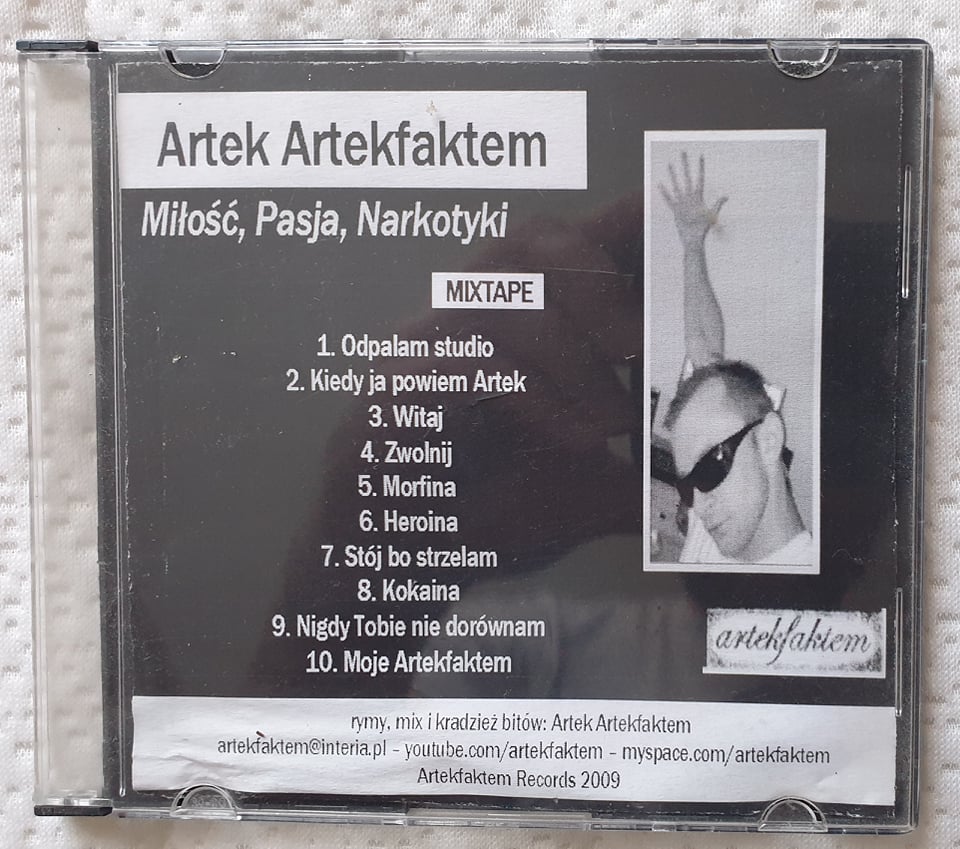 Artek Artekfaktem
Miłość, Pasja, Narkotyki
MIXTAPE
1. Odpalam studio
2. Kiedy ja powiem Artek
3. Witaj
4. Zwolnij
5. Morfina
6. Heroina
7. Stój bo strzelam
8. Kokaina
9. Nigdy Tobie nie dorównam
10. Moje Artekfaktem
artekfaktem
rymy, mix i kradzież bitów: Artek Artekfaktem
artekfaktem@interia.pl - youtube.com/artekfaktem - myspace.com/artekfaktem
Artekfaktem Records 2009